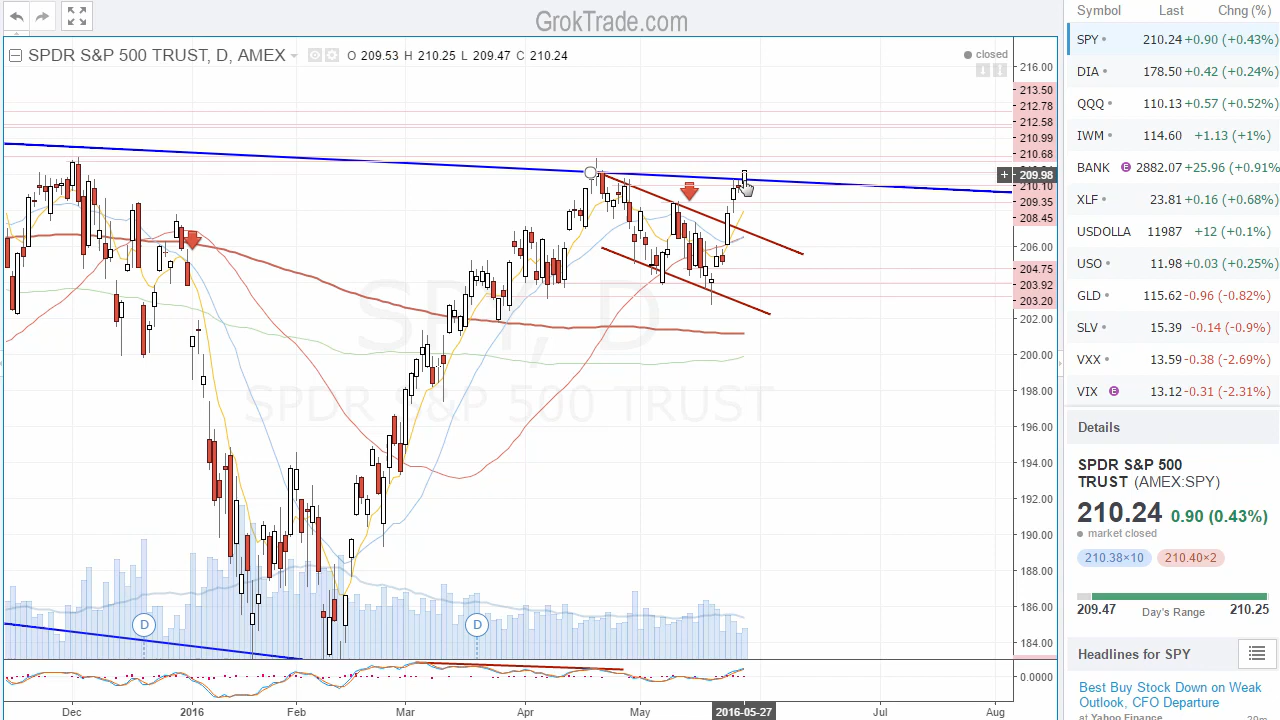 GrokTrade.com
SPDR S&P 500 TRUST, D, AMEX O 209.53 H 210.25 L 209.47 C 210.24
closed
SPY, D
SPDR S&P 500 TRUST
216.00
213.50
212.78
212.58
210.99
210.68
209.98
210.10
209.35
208.45
206.00
204.75
203.92
203.20
202.00
200.00
198.00
196.00
194.00
192.00
190.00
188.00
186.00
184.00
0.0000
D
D
Dec 2016 Feb Mar Apr May 2016-05-27 Jul Aug
Symbol Last Chng (%)
SPY 210.24 +0.90 (+0.43%)
DIA 178.50 +0.42 (+0.24%)
QQQ 110.13 +0.57 (+0.52%)
IWM 114.60 +1.13 (+1%)
BANK E 2882.07 +25.96 (+0.91%
XLF 23.81 +0.16 (+0.68%)
USDOLLA 11987 +12 (+0.1%)
USO 11.98 +0.03 (+0.25%)
GLD 115.62 -0.96 (-0.82%)
SLV 15.39 -0.14 (-0.9%)
VXX 13.59 -0.38 (-2.69%)
VIX E 13.12 -0.31 (-2.31%)
Details
SPDR S&P 500
TRUST (AMEX:SPY)
210.24 0.90 (0.43%)
market closed
210.38×10 210.40×2
209.47 Day's Range 210.25
Headlines for SPY
Best Buy Stock Down on Weak
Outlook, CFO Departure
at Yahoo Finance